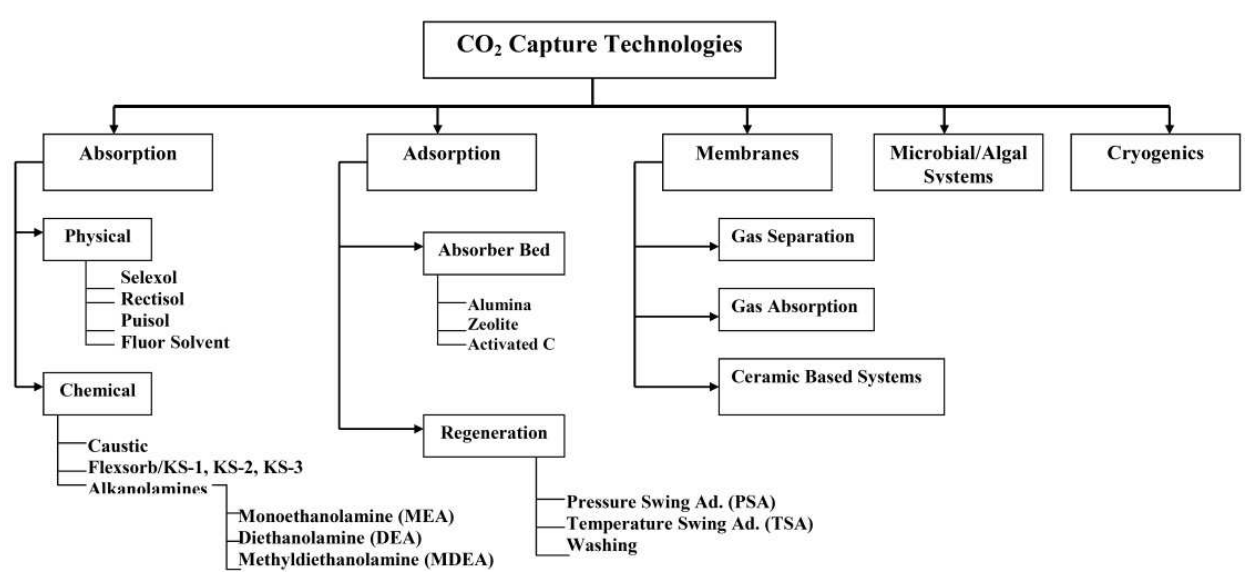 CO₂ Capture Technologies
Absorption
Adsorption
Membranes
Microbial/Algal
Systems
Cryogenics
Physical
Selexol
Rectisol
Puisol
Fluor Solvent
Chemical
Caustic
Flexsorb/KS-1, KS-2, KS-3
Alkanolamines
Monoethanolamine (MEA)
Diethanolamine (DEA)
Methyldiethanolamine (MDEA)
Absorber Bed
Alumina
Zeolite
Activated C
Regeneration
Pressure Swing Ad. (PSA)
Temperature Swing Ad. (TSA)
Washing
Gas Separation
Gas Absorption
Ceramic Based Systems